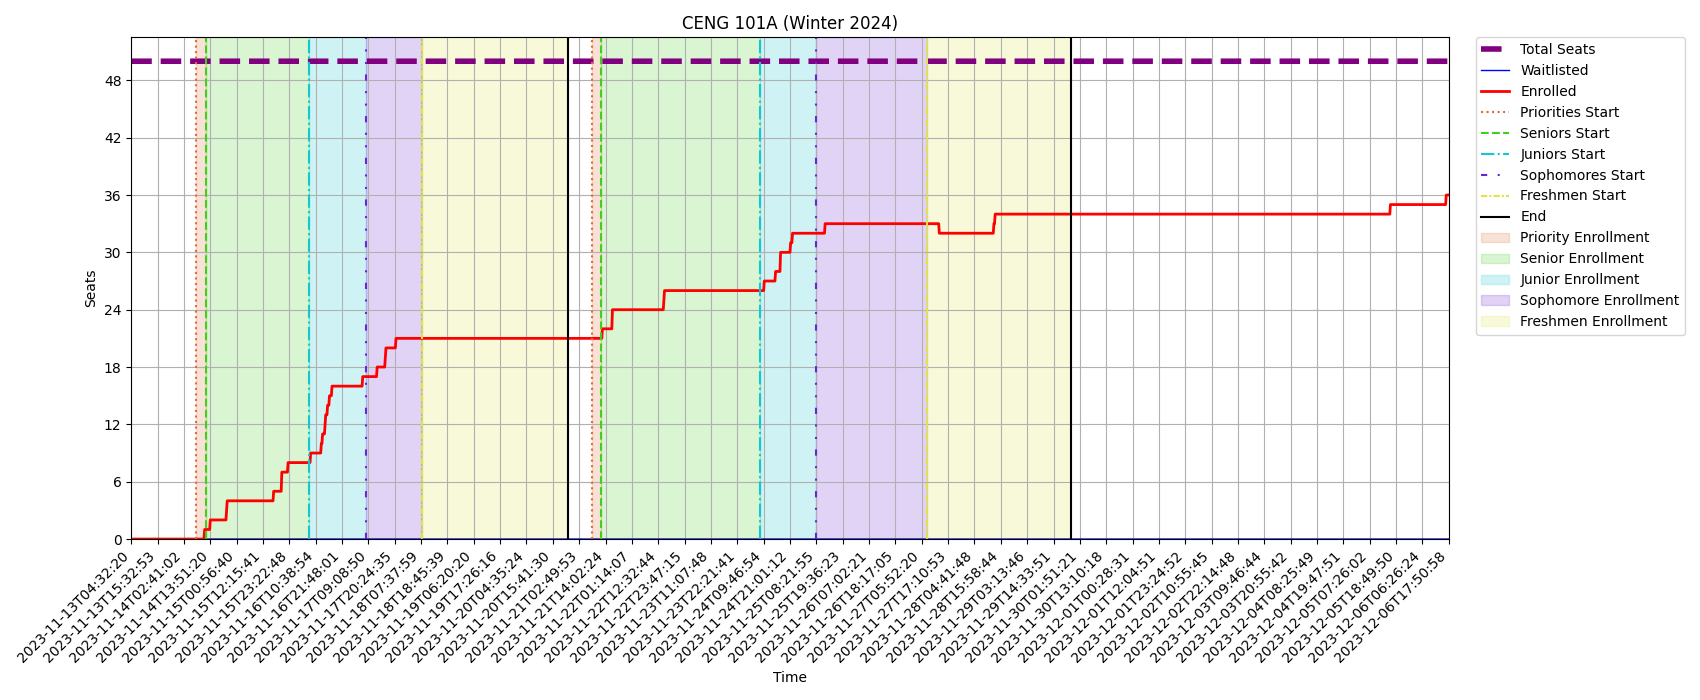 CENG 101A (Winter 2024)
Total Seats
Waitlisted
Enrolled
Priorities Start
Seniors Start
Juniors Start
Sophomores Start
Freshmen Start
End
Priority Enrollment
Senior Enrollment
Junior Enrollment
Sophomore Enrollment
Freshmen Enrollment
Seats
48
42
36
30
24
18
12
6
0
2023-11-13T04:32:20
2023-11-13T15:32:53
2023-11-14T02:41:02
2023-11-14T13:51:20
2023-11-15T00:56:40
2023-11-15T12:15:41
2023-11-15T23:22:48
2023-11-16T10:38:54
2023-11-16T21:48:01
2023-11-17T09:08:50
2023-11-17T20:24:35
2023-11-18T07:37:59
2023-11-18T18:45:39
2023-11-19T06:20:20
2023-11-19T17:26:16
2023-11-20T04:35:24
2023-11-20T15:41:30
2023-11-21T02:49:53
2023-11-21T14:02:24
2023-11-22T01:14:07
2023-11-22T12:32:44
2023-11-22T23:47:15
2023-11-23T11:07:48
2023-11-23T22:21:41
2023-11-24T09:46:54
2023-11-24T21:01:12
2023-11-25T08:21:55
2023-11-25T19:36:23
2023-11-26T07:02:21
2023-11-26T18:17:05
2023-11-27T05:52:20
2023-11-27T17:10:53
2023-11-28T04:41:48
2023-11-28T15:58:44
2023-11-29T03:13:46
2023-11-29T14:33:51
2023-11-30T01:51:21
2023-11-30T13:10:18
2023-12-01T00:28:31
2023-12-01T12:04:51
2023-12-01T23:24:52
2023-12-02T10:55:45
2023-12-02T22:14:48
2023-12-03T09:46:44
2023-12-03T20:55:42
2023-12-04T08:25:49
2023-12-04T19:47:51
2023-12-05T07:26:02
2023-12-05T18:49:50
2023-12-06T06:26:24
2023-12-06T17:50:58
Time